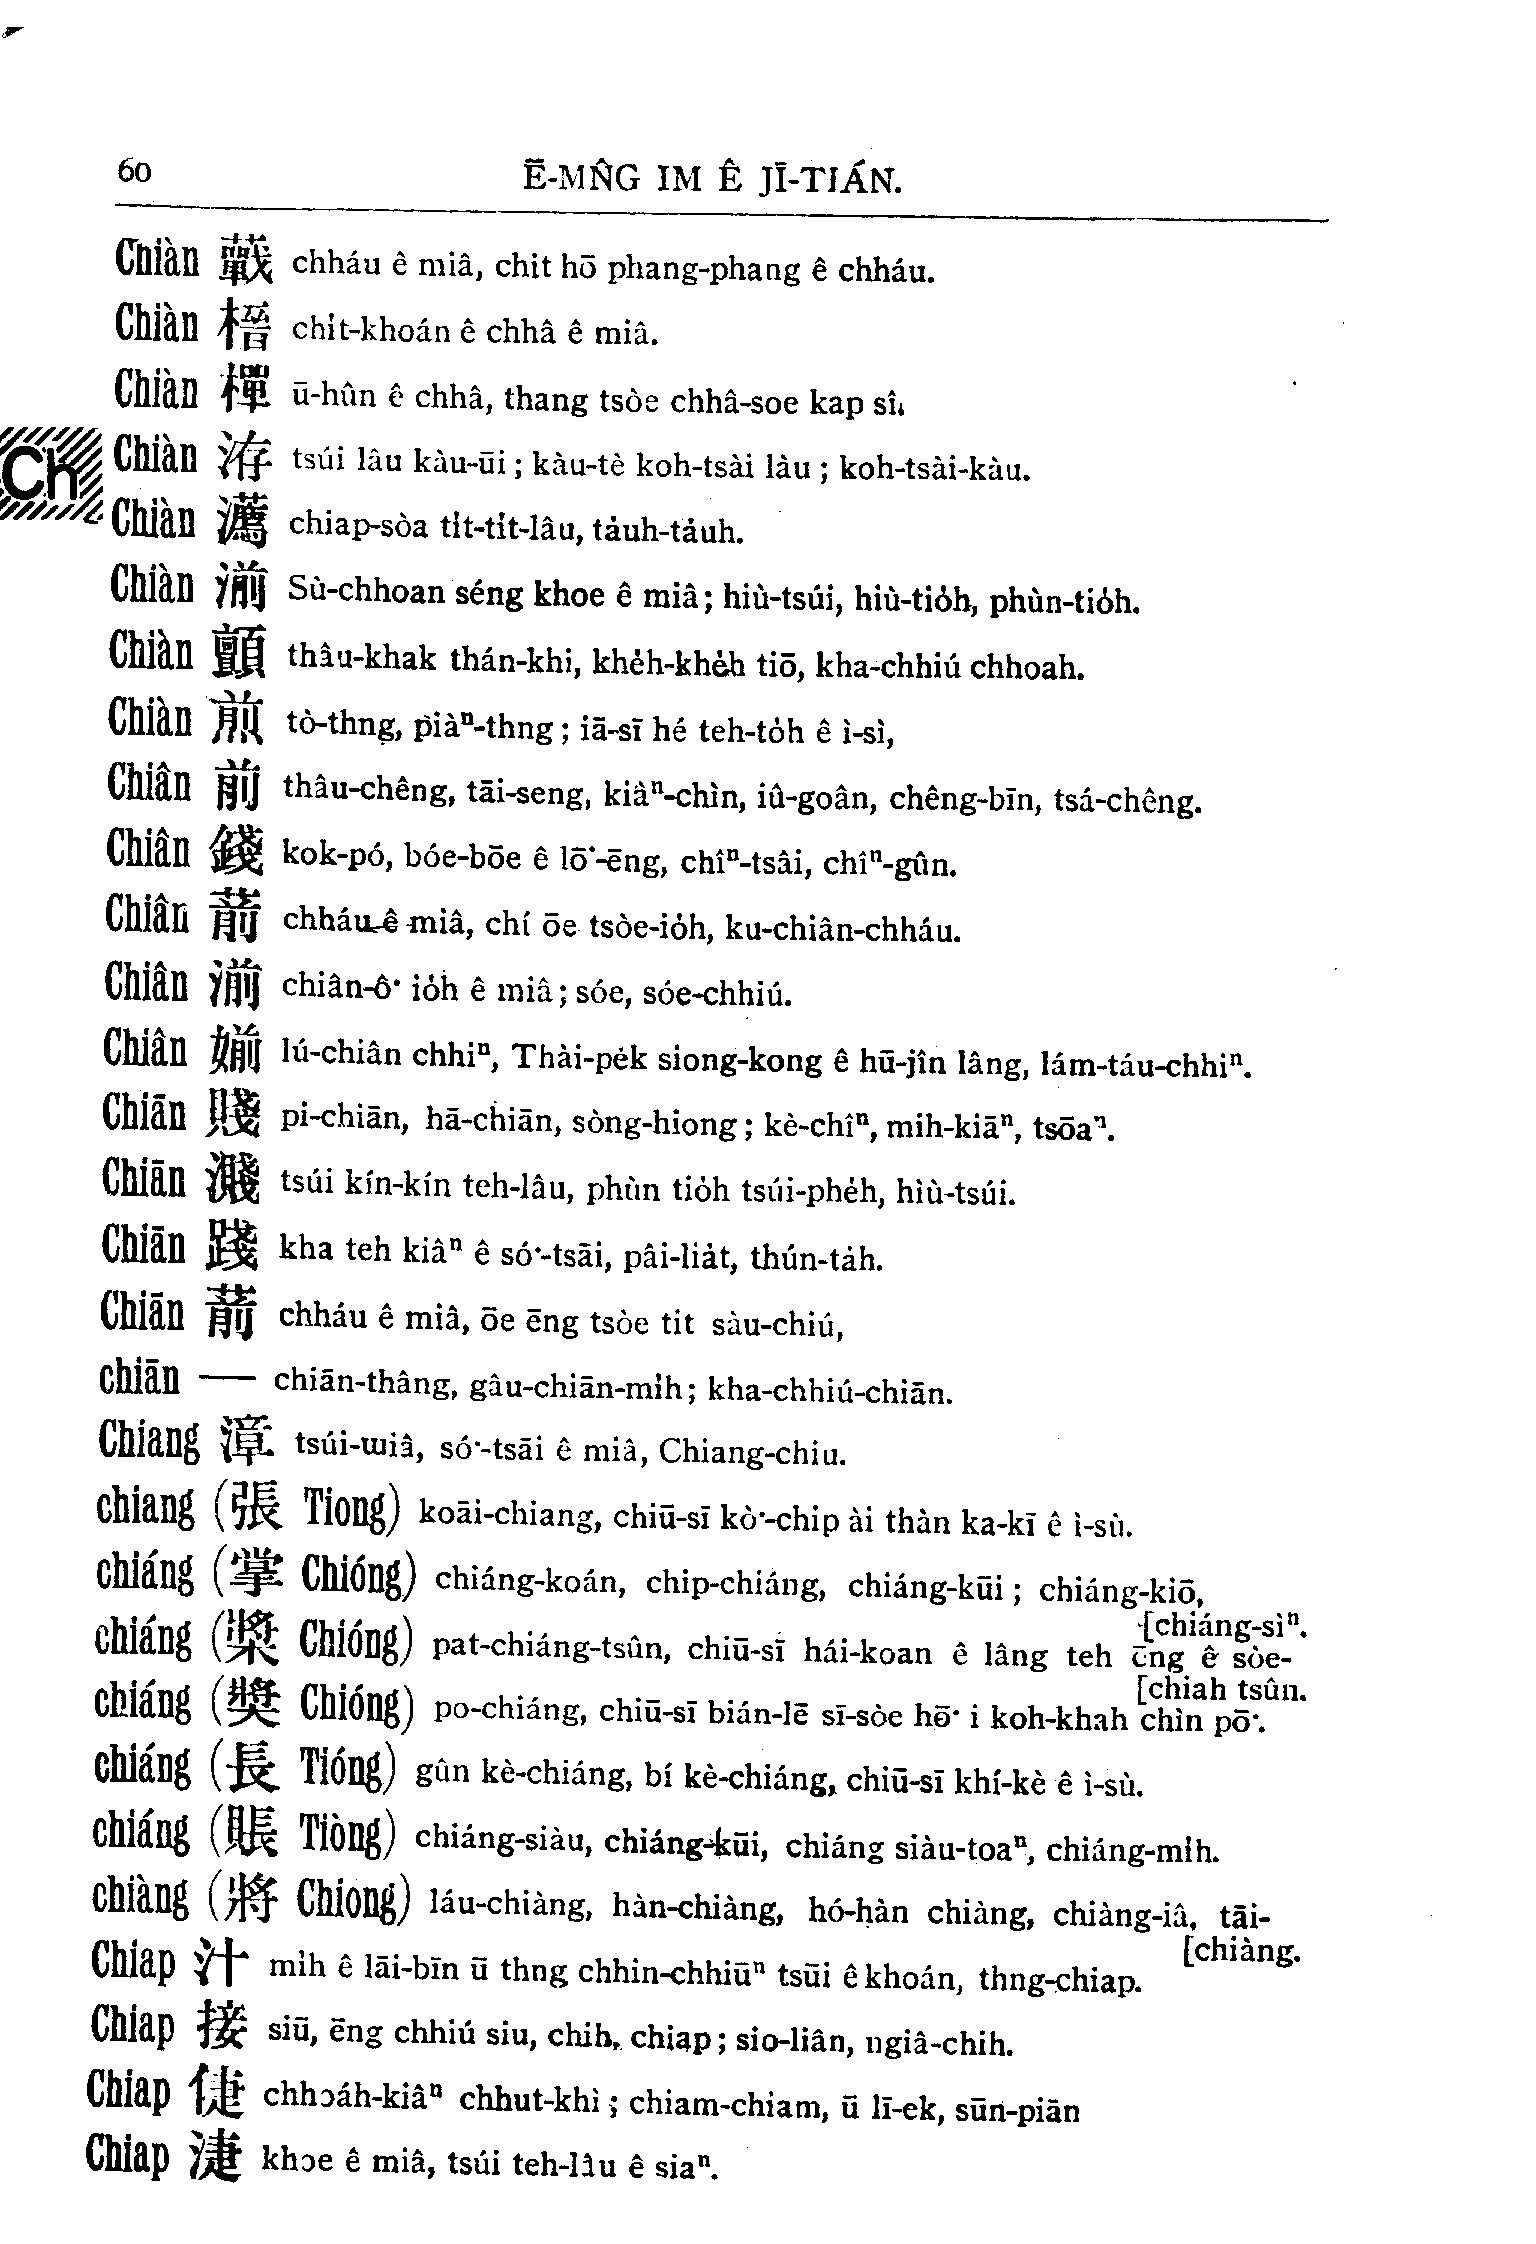 60 Ē-MN̂G IM Ê JĪ-TIÁN.
Chiàn 蕺 chháu ê miâ, chit hō phang-phang ê chháu.
Chiàn 榗 chi̍t-khoán ê chhâ ê miâ.
Chiàn 樿 ū-hûn ê chhâ, thang tsòe chhâ-soe kap sî.
Ch
Chiàn 洊 tsúi lâu kàu-ūi; kàu-tè koh-tsài làu; koh-tsài-kàu.
Chiàn 瀳 chiap-sòa ti̍t-ti̍t-lâu, ta̍uh-ta̍uh.
Chiàn 湔 Sù-chhoan séng khoe ê miâ; hiù-tsúi, hiù-tio̍h, phùn-tio̍h.
Chiàn 顫 thâu-khak thán-khi, khe̍h-khe̍h tiō, kha-chhiú chhoah.
Chiàn 煎 tò-thng, piàⁿ-thng; iā-sī hé teh-to̍h ê ì-sì,
Chiân 前 thâu-chêng, tāi-seng, kiàⁿ-chìn, iû-goân, chêng-bīn, tsá-chêng.
Chiân 錢 kok-pó, bóe-bōe ê lō͘-ēng, chîⁿ-tsâi, chîⁿ-gûn.
Chiân 葥 chháu ê miâ, chí ōe tsòe-io̍h, ku-chiân-chháu.
Chiân 湔 chiân-ô͘ io̍h ê miâ; sóe, sóe-chhiú.
Chiân 媊 lú-chiân chhiⁿ, Thài-pe̍k siong-kong ê hū-jîn lâng, lám-táu-chhiⁿ.
Chiān 賤 pi-chiān, hā-chiān, sòng-hiong; kè-chîⁿ, mih-kiāⁿ, tsōaⁿ.
Chiān 濺 tsúi kín-kín teh-lâu, phùn tio̍h tsúi-phe̍h, hiù-tsúi.
Chiān 踐 kha teh kiâⁿ ê só͘-tsāi, pâi-lia̍t, thún-ta̍h.
Chiān 葥 chháu ê miâ, ōe ēng tsòe tit sàu-chiú,
chiān — chiān-thâng, gâu-chiān-mi̍h; kha-chhiú-chiān.
Chiang 漳 tsúi-miâ, só͘-tsāi ê miâ, Chiang-chiu.
chiang (張 Tiong) koāi-chiang, chiū-sī kò͘-chip ài thàn ka-kī ê ì-sù.
chiáng (掌 Chióng) chiáng-koán, chip-chiáng, chiáng-kūi; chiáng-kiō,
[chiáng-sìⁿ.
chiáng (槳 Chióng) pat-chiáng-tsûn, chiū-sī hái-koan ê lâng teh ēng ê sòe-
[chiah tsûn.
chiáng (獎 Chióng) po-chiáng, chiū-sī bián-lē sī-sòe hō͘ i koh-khah chìn pō͘.
chiáng (長 Tióng) gûn kè-chiáng, bí kè-chiáng, chiū-sī khí-kè ê ì-sù.
chiáng (賬 Tiòng) chiáng-siàu, chiáng-kūi, chiáng siàu-toaⁿ, chiáng-mi̍h.
chiàng (將 Chiong) láu-chiàng, hàn-chiàng, hó-hàn chiàng, chiàng-iâ, tāi-
[chiàng.
Chiap 汁 mi̍h ê lāi-bīn ū thng chhin-chhiūⁿ tsūi ê khoán, thng-chiap.
Chiap 接 siū, ēng chhiú siu, chih, chiap; sio-liân, ngiâ-chih.
Chiap 倢 chhoáh-kiâⁿ chhut-khì; chiam-chiam, ū lī-ek, sūn-piān
Chiap 淁 khoe ê miâ, tsúi teh-lâu ê siaⁿ.